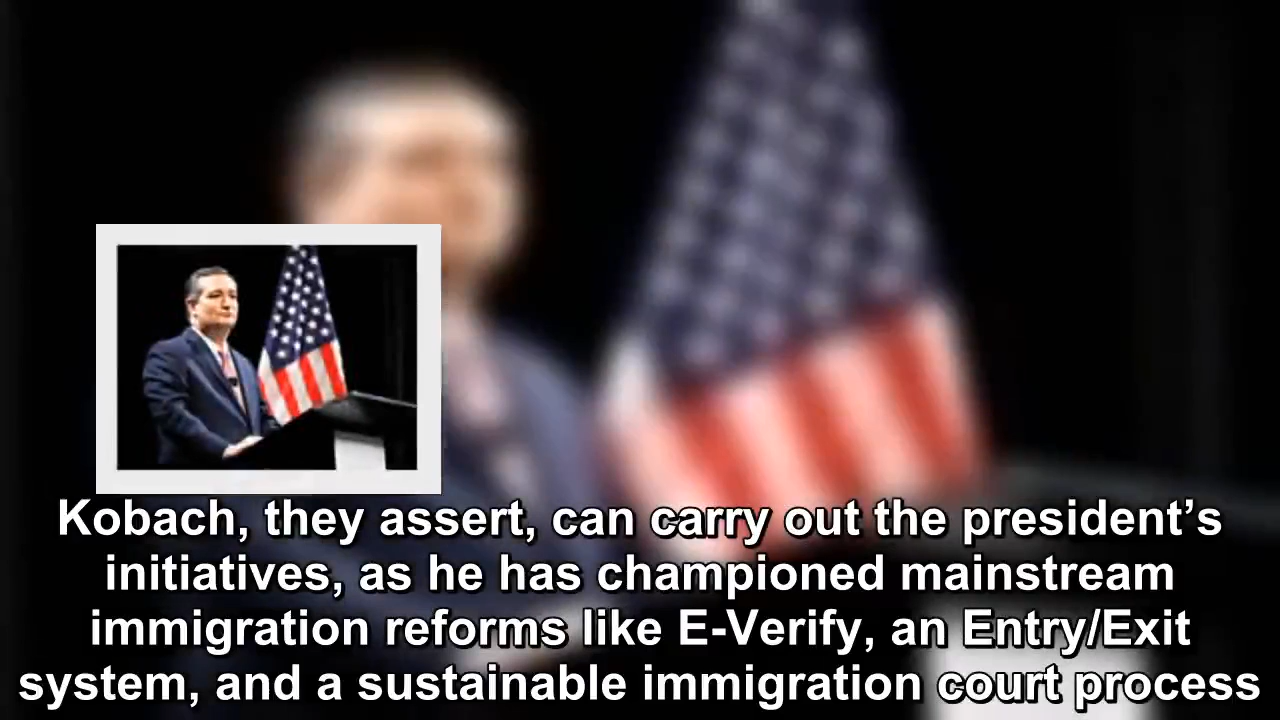 Kobach, they assert, can carry out the president’s
initiatives, as he has championed mainstream
immigration reforms like E-Verify, an Entry/Exit
system, and a sustainable immigration court process